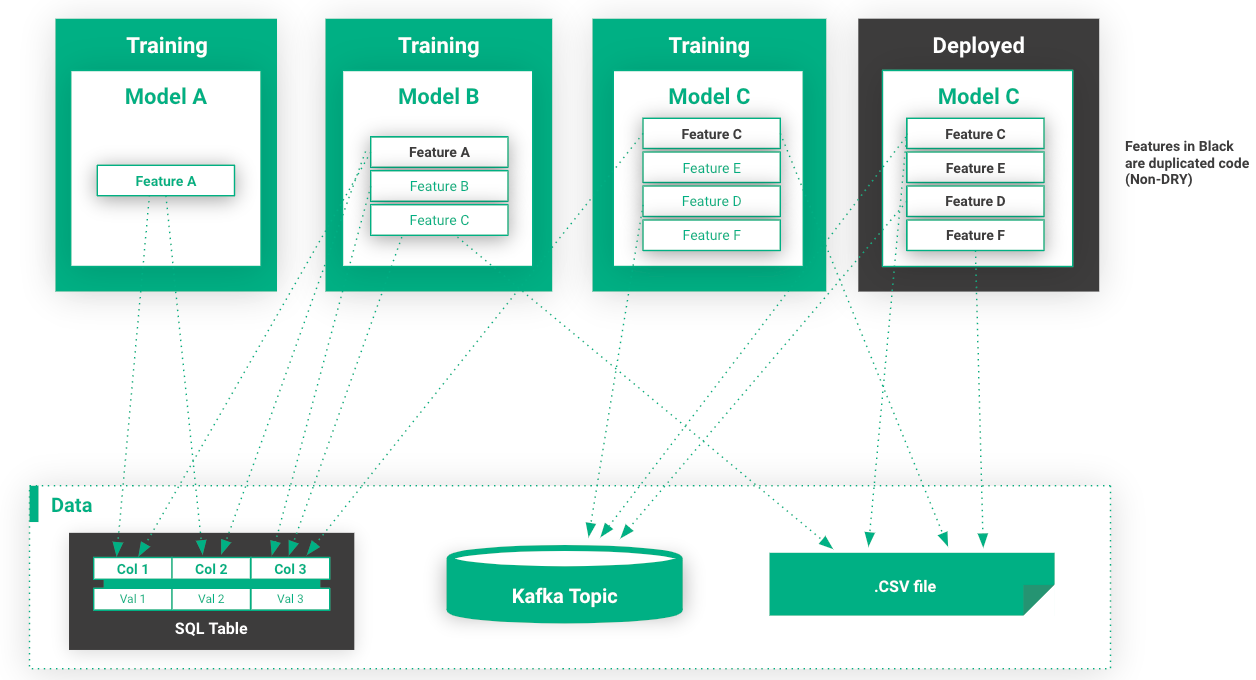 Training
Model A
Feature A
Training
Model B
Feature A
Feature B
Feature C
Training
Model C
Feature C
Feature E
Feature D
Feature F
Deployed
Model C
Feature C
Feature E
Feature D
Feature F
Features in Black
are duplicated code
(Non-DRY)
Data
Col 1 Col 2 Col 3
Val 1 Val 2 Val 3
SQL Table
Kafka Topic
.CSV file